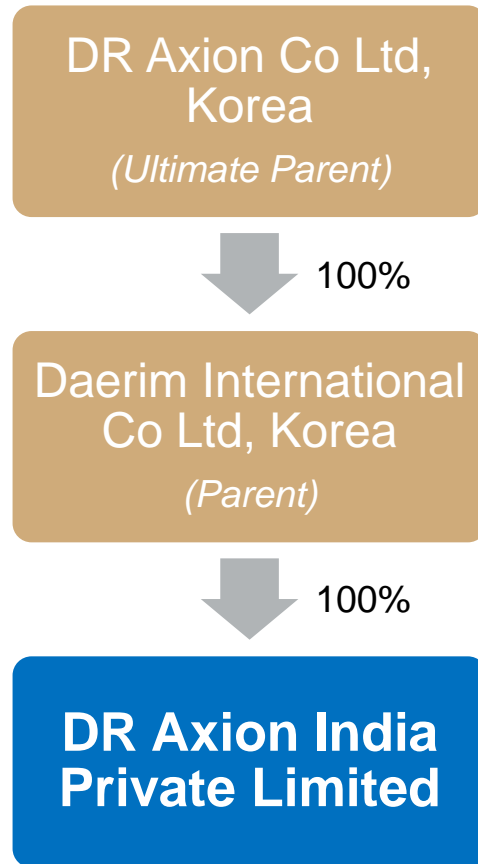 DR Axion Co Ltd,
Korea
(Ultimate Parent)
100%
Daerim International
Co Ltd, Korea
(Parent)
100%
DR Axion India
Private Limited